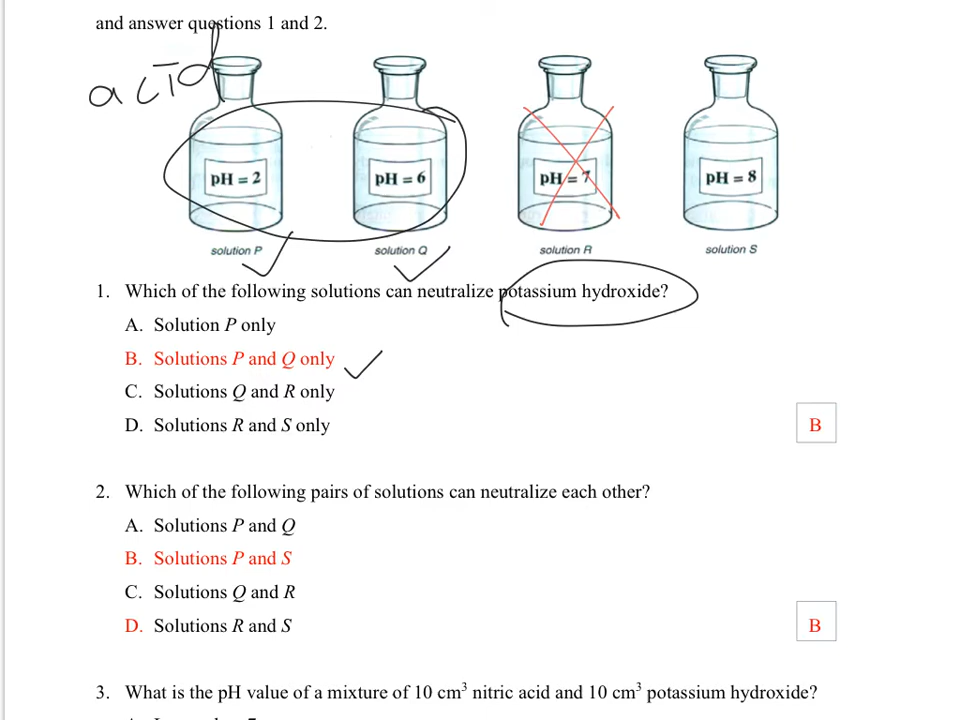 and answer questions 1 and 2.
acid
pH = 2
pH = 6
pH = 7
pH = 8
solution P
solution Q
solution R
solution S
1. Which of the following solutions can neutralize potassium hydroxide?
A. Solution P only
B. Solutions P and Q only
C. Solutions Q and R only
D. Solutions R and S only
B
2. Which of the following pairs of solutions can neutralize each other?
A. Solutions P and Q
B. Solutions P and S
C. Solutions Q and R
D. Solutions R and S
B
3. What is the pH value of a mixture of 10 cm³ nitric acid and 10 cm³ potassium hydroxide?